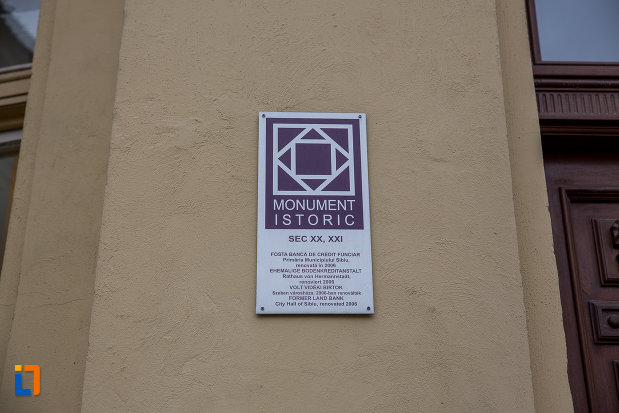 MONUMENT
ISTORIC
SEC XX, XXI
FOSTA BANCĂ DE CREDIT FUNCIAR
Primăria Municipiului Sibiu,
renovată în 2006
EHEMALIGE BODENKREDITANSTALT
Rathaus von Hermannstadt,
renoviert 2006
VOLT VIDÉKI BIRTOK
Szeben városháza, 2006-ban renoválták
FORMER LAND BANK
City Hall of Sibiu, renovated 2006